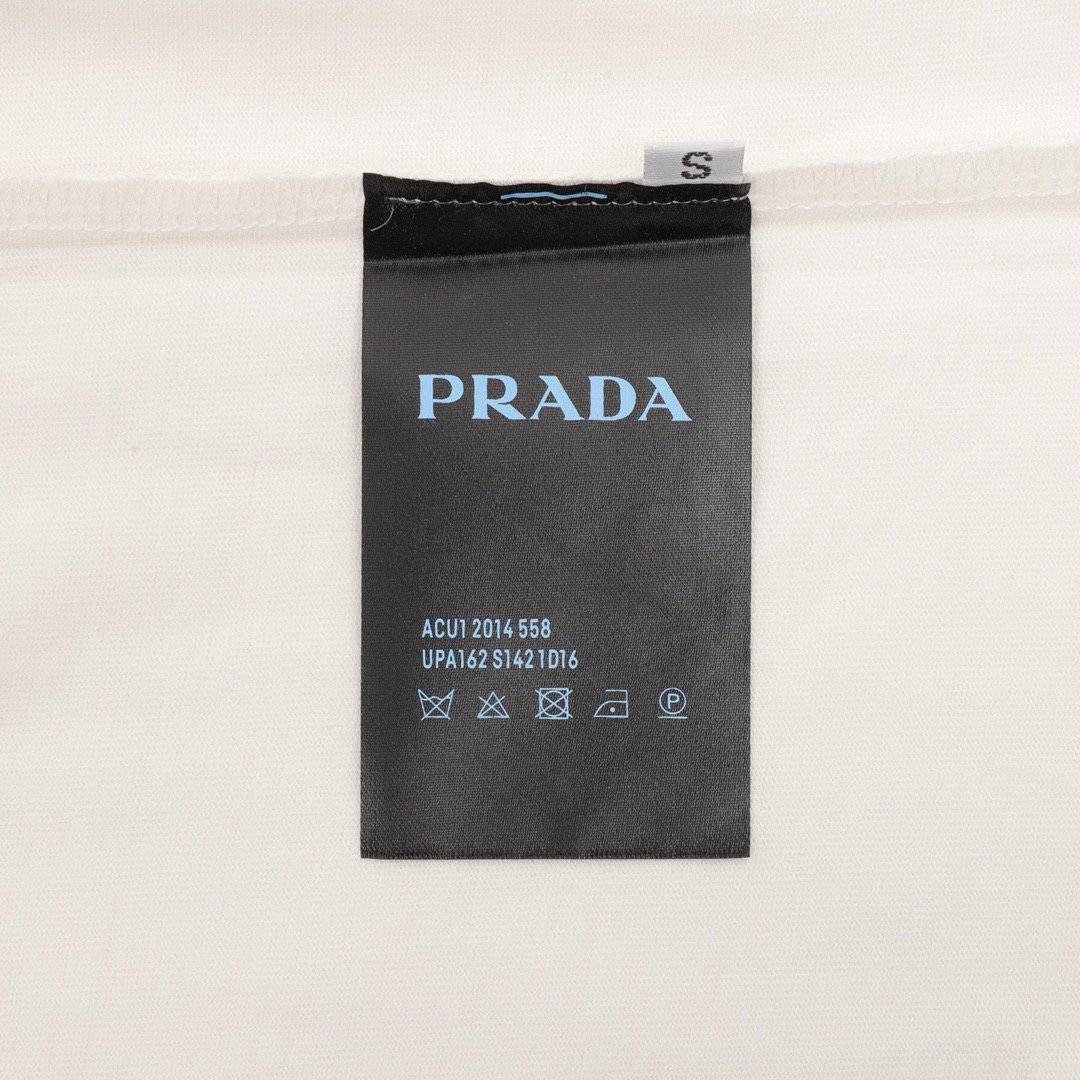 S
PRADA
ACU1 2014 558
UPA162 S142 1D16
P